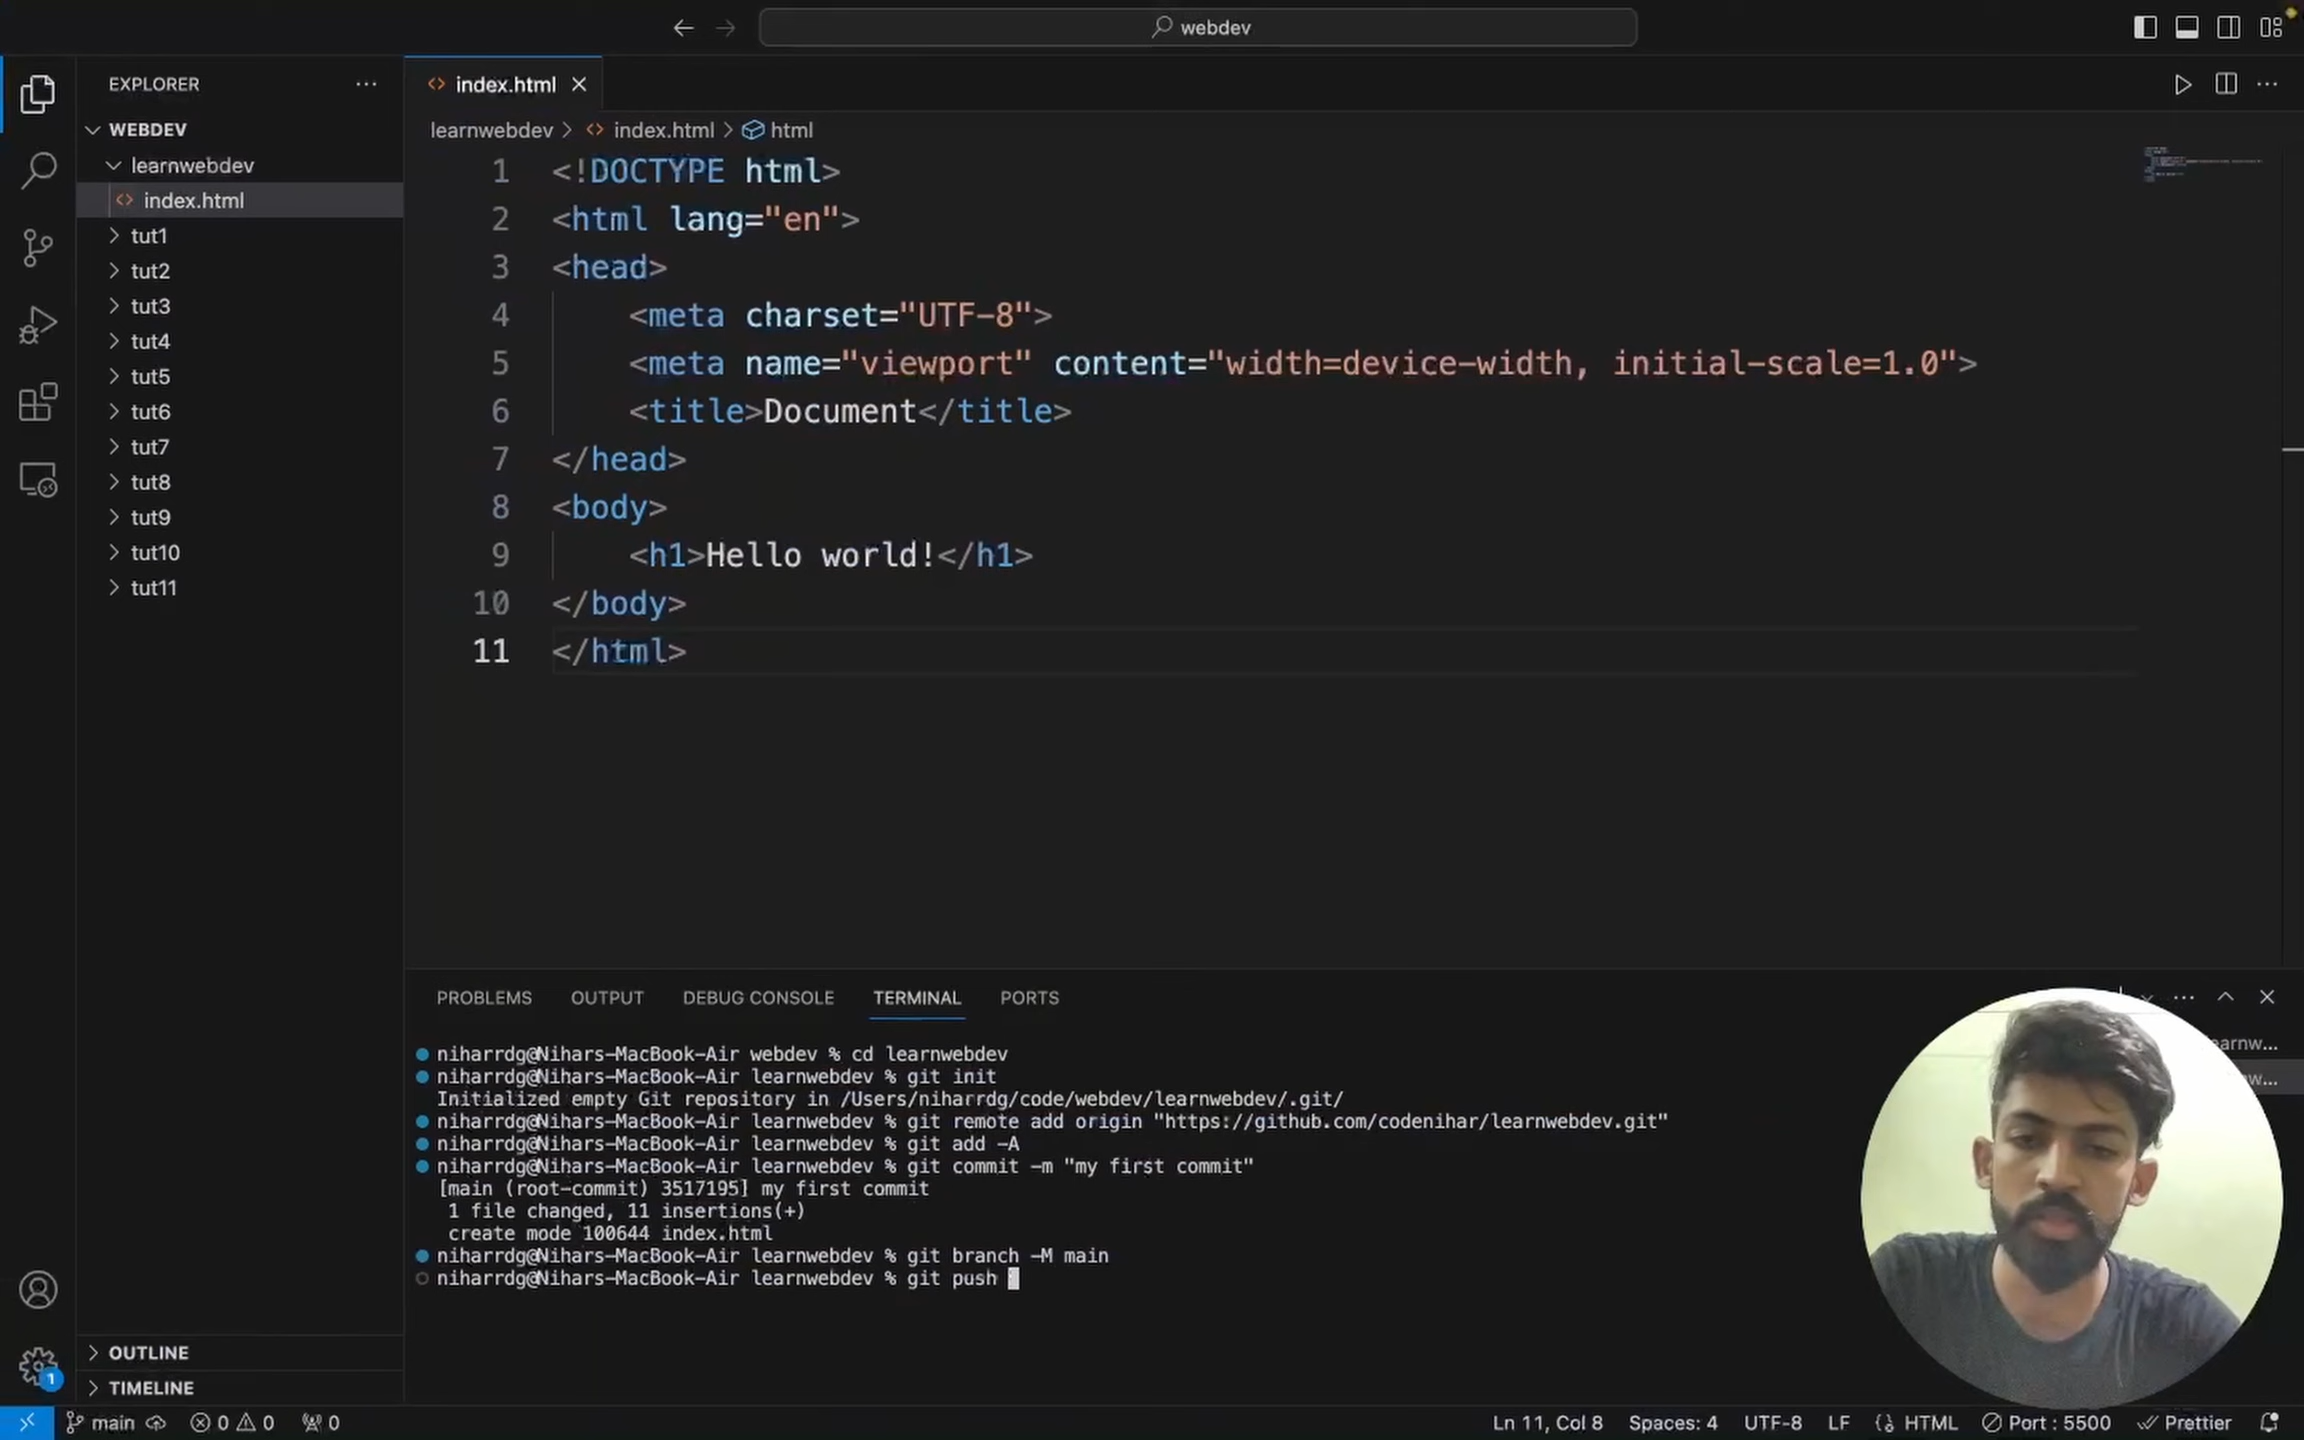 webdev
EXPLORER
WEBDEV
learnwebdev
index.html
tut1
tut2
tut3
tut4
tut5
tut6
tut7
tut8
tut9
tut10
tut11
OUTLINE
TIMELINE
index.html
learnwebdev > index.html > html
1 <!DOCTYPE html>
2 <html lang="en">
3 <head>
4 <meta charset="UTF-8">
5 <meta name="viewport" content="width=device-width, initial-scale=1.0">
6 <title>Document</title>
7 </head>
8 <body>
9 <h1>Hello world!</h1>
10 </body>
11 </html>
PROBLEMS OUTPUT DEBUG CONSOLE TERMINAL PORTS
niharrdg@Nihars-MacBook-Air webdev % cd learnwebdev
niharrdg@Nihars-MacBook-Air learnwebdev % git init
Initialized empty Git repository in /Users/niharrdg/code/webdev/learnwebdev/.git/
niharrdg@Nihars-MacBook-Air learnwebdev % git remote add origin "https://github.com/codenihar/learnwebdev.git"
niharrdg@Nihars-MacBook-Air learnwebdev % git add -A
niharrdg@Nihars-MacBook-Air learnwebdev % git commit -m "my first commit"
[main (root-commit) 3517195] my first commit
1 file changed, 11 insertions(+)
create mode 100644 index.html
niharrdg@Nihars-MacBook-Air learnwebdev % git branch -M main
niharrdg@Nihars-MacBook-Air learnwebdev % git push
1
main 0 0 0 Ln 11, Col 8 Spaces: 4 UTF-8 LF HTML Port : 5500 Prettier